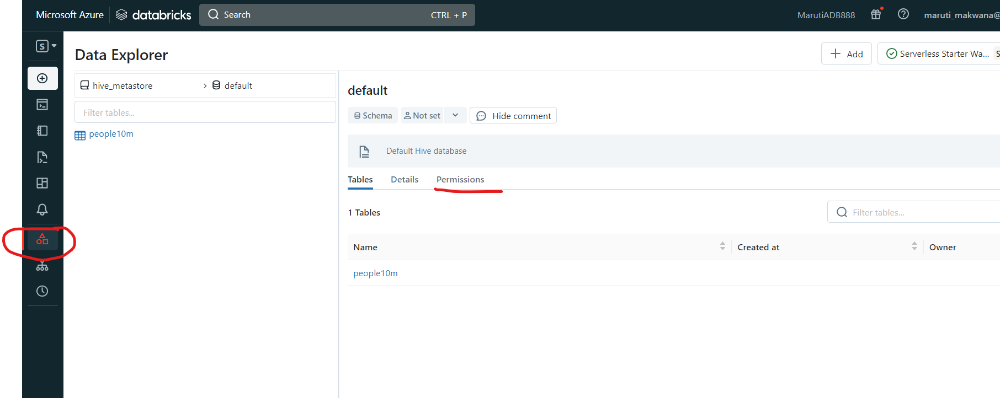 Microsoft Azure databricks Search CTRL + P MarutiADB888 maruti_makwana@
S
Data Explorer
Add Serverless Starter Wa... S
hive_metastore > default
Filter tables...
people10m
default
Schema Not set Hide comment
Default Hive database
Tables Details Permissions
1 Tables
Filter tables...
Name Created at Owner
people10m